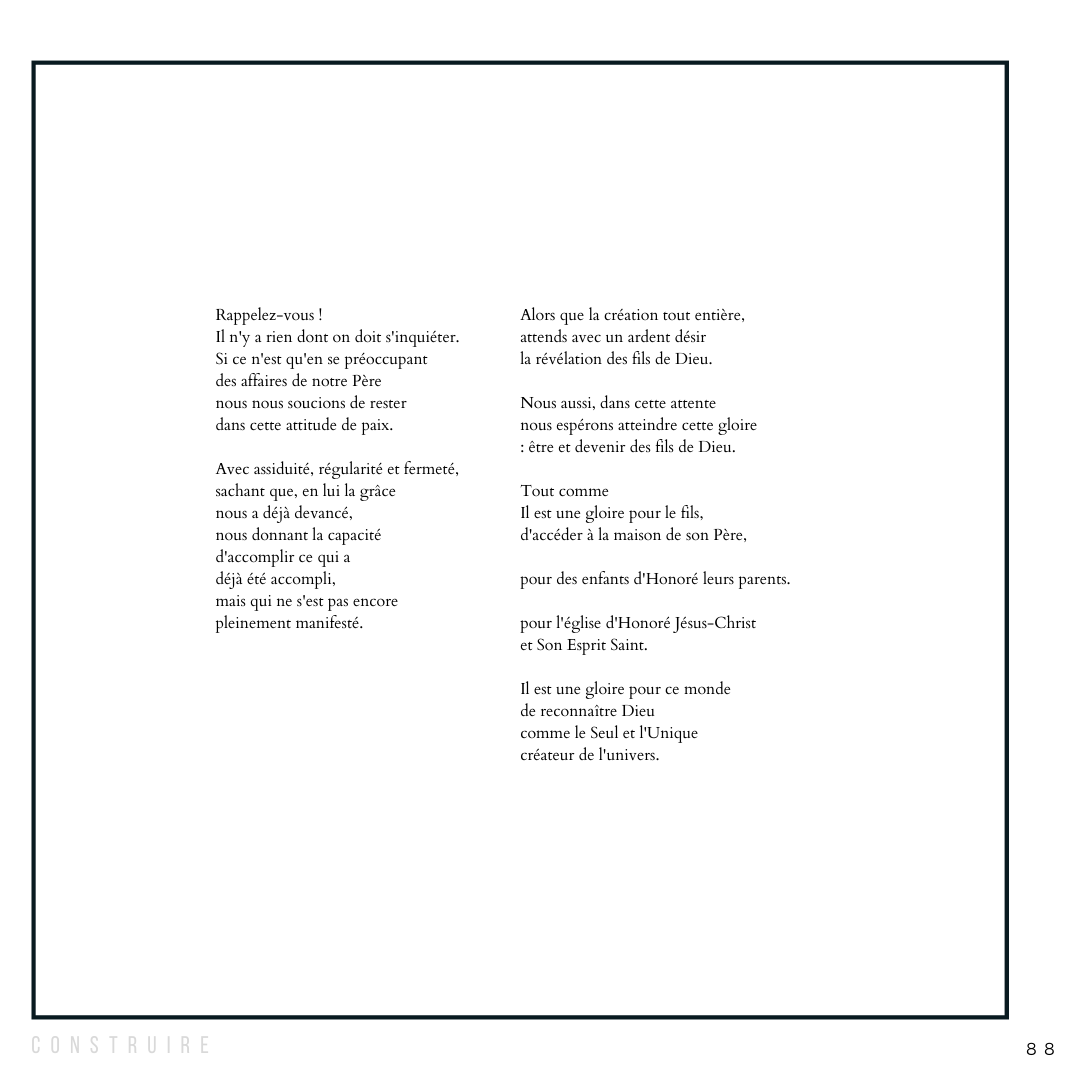 Rappelez-vous !
Il n'y a rien dont on doit s'inquiéter.
Si ce n'est qu'en se préoccupant
des affaires de notre Père
nous nous soucions de rester
dans cette attitude de paix.
Avec assiduité, régularité et fermeté,
sachant que, en lui la grâce
nous a déjà devancé,
nous donnant la capacité
d'accomplir ce qui a
déjà été accompli,
mais qui ne s'est pas encore
pleinement manifesté.
Alors que la création tout entière,
attends avec un ardent désir
la révélation des fils de Dieu.
Nous aussi, dans cette attente
nous espérons atteindre cette gloire
: être et devenir des fils de Dieu.
Tout comme
Il est une gloire pour le fils,
d'accéder à la maison de son Père,
pour des enfants d'Honoré leurs parents.
pour l'église d'Honoré Jésus-Christ
et Son Esprit Saint.
Il est une gloire pour ce monde
de reconnaître Dieu
comme le Seul et l'Unique
créateur de l'univers.
CONSTRUIRE
88